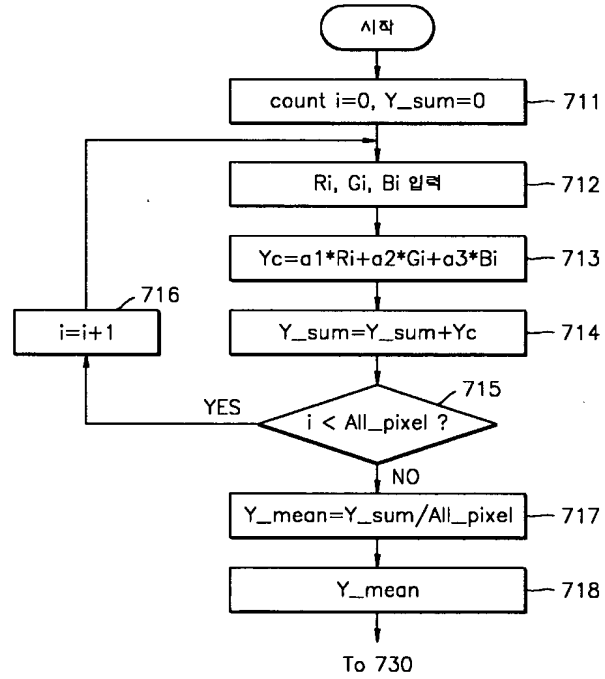 시작
count i=0, Y_sum=0
711
Ri, Gi, Bi 입력
712
Yc=a1*Ri+a2*Gi+a3*Bi
713
716
i=i+1
Y_sum=Y_sum+Yc
714
715
YES
i < All_pixel ?
NO
Y_mean=Y_sum/All_pixel
717
Y_mean
718
To 730